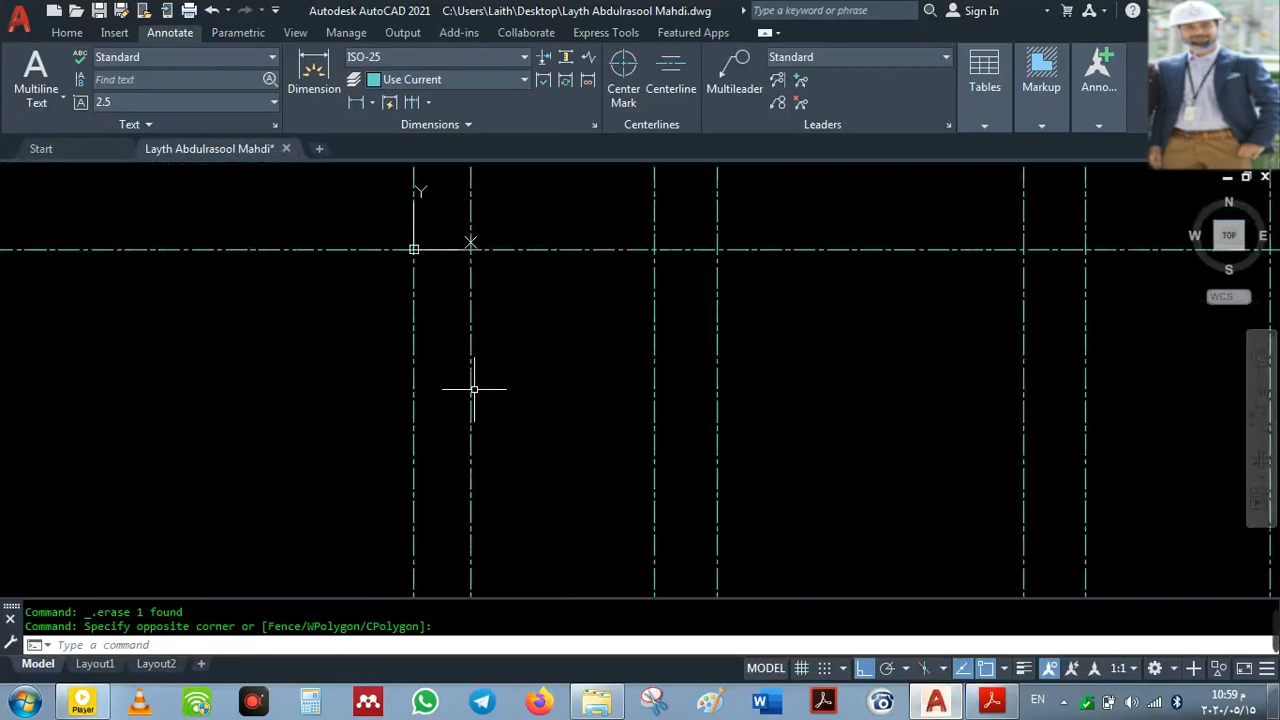 Autodesk AutoCAD 2021 C:\Users\Laith\Desktop\Layth Abdulrasool Mahdi.dwg
Type a keyword or phrase
Sign In
Home Insert Annotate Parametric View Manage Output Add-ins Collaborate Express Tools Featured Apps
Standard
Find text
2.5
Multiline
Text
Text
Dimension
ISO-25
Use Current
Dimensions
Center
Mark
Centerline
Centerlines
Multileader
Standard
Leaders
Tables
Markup
Anno...
Start
Layth Abdulrasool Mahdi*
Y
X
N
W TOP E
S
WCS
Command: _.erase 1 found
Command: Specify opposite corner or [Fence/WPolygon/CPolygon]:
Type a command
Model Layout1 Layout2
MODEL
1:1
Player
EN
10:59 م
٢٠٢٠/٠٥/١٥